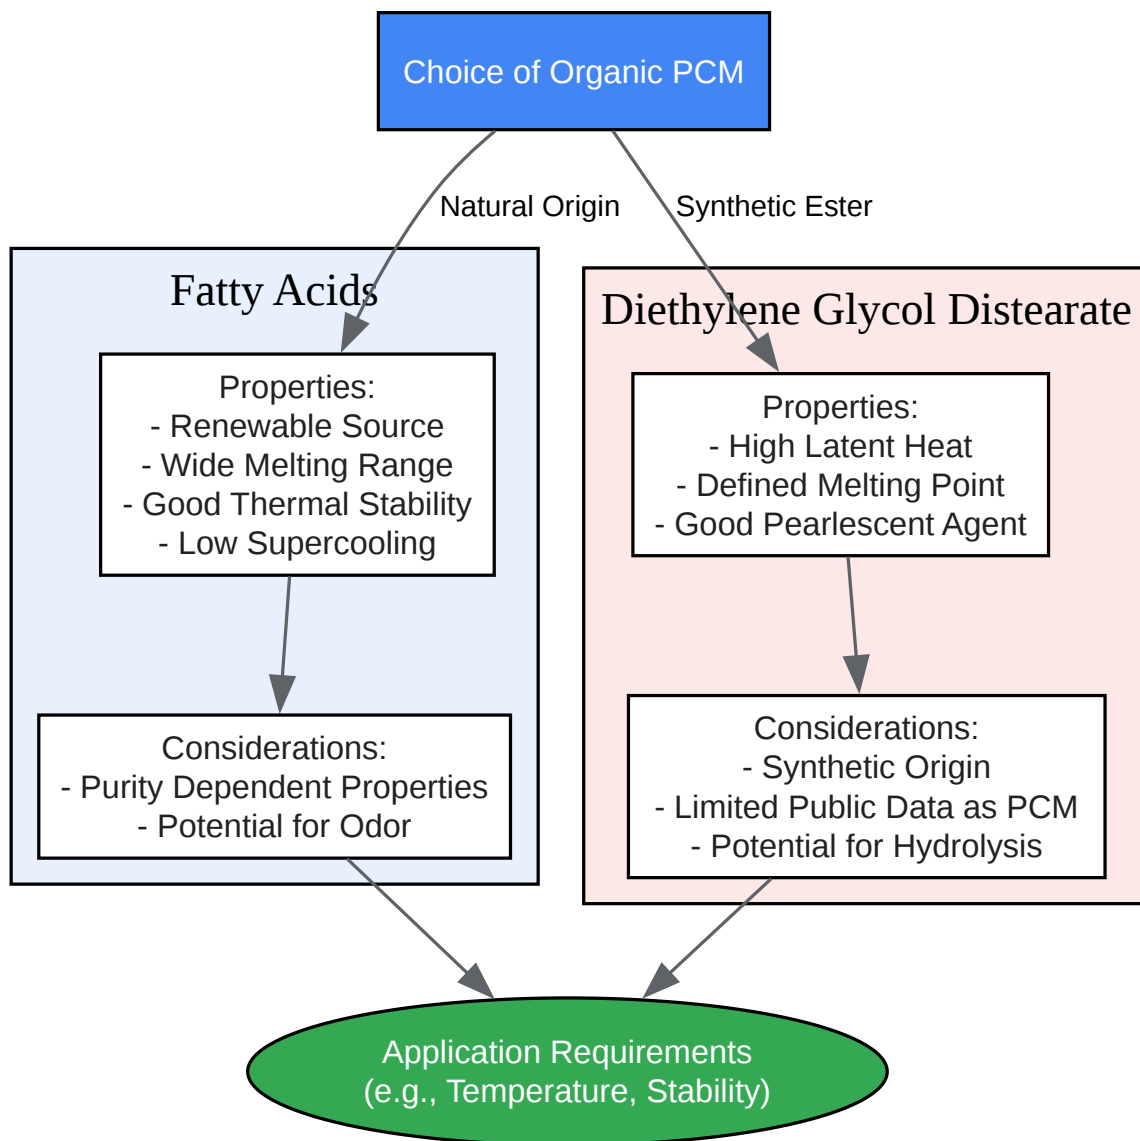 Choice of Organic PCM
Natural Origin
Synthetic Ester
Fatty Acids
Properties:
- Renewable Source
- Wide Melting Range
- Good Thermal Stability
- Low Supercooling
Considerations:
- Purity Dependent Properties
- Potential for Odor
Diethylene Glycol Distearate
Properties:
- High Latent Heat
- Defined Melting Point
- Good Pearlescent Agent
Considerations:
- Synthetic Origin
- Limited Public Data as PCM
- Potential for Hydrolysis
Application Requirements
(e.g., Temperature, Stability)